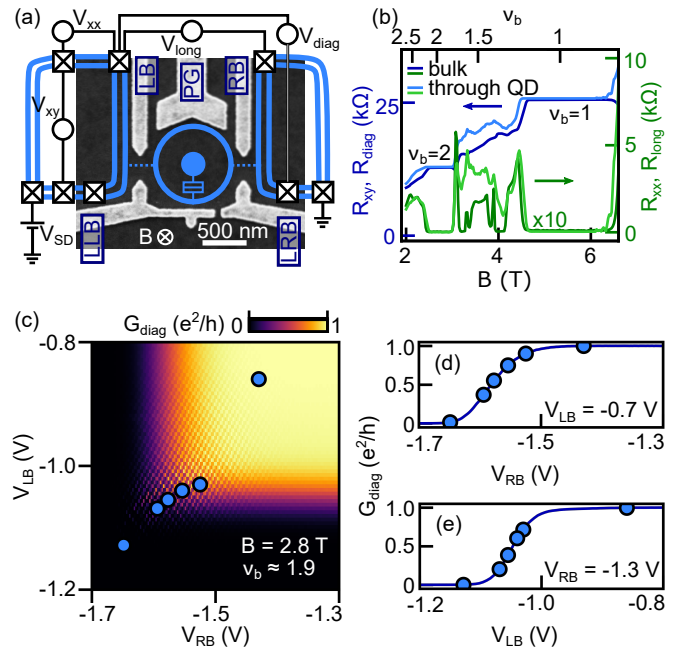 (a)
V_xx
V_long
V_diag
LB
PG
RB
V_xy
V_SD
LLB
B ⊗
500 nm
LRB
(b)
ν_b
2.5 2 1.5 1
bulk
through QD
ν_b=2
ν_b=1
x10
R_xy, R_diag (kΩ)
25
0
R_xx, R_long (kΩ)
10
5
0
2 4 6
B (T)
(c)
G_diag (e²/h) 0 1
-0.8
-1.0
-1.2
V_LB (V)
B = 2.8 T
ν_b ≈ 1.9
-1.7 -1.5 -1.3
V_RB (V)
G_diag (e²/h)
(d)
1.0
0.5
0
V_LB = -0.7 V
-1.7 -1.5 -1.3
V_RB (V)
(e)
1.0
0.5
0
V_RB = -1.3 V
-1.2 -1.0 -0.8
V_LB (V)